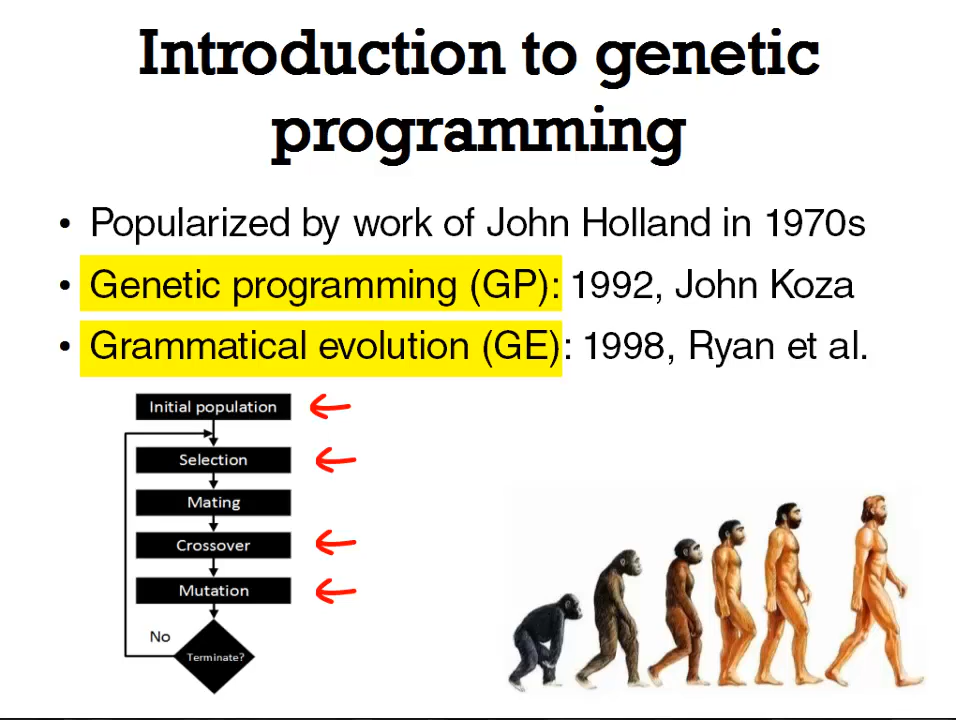 Introduction to genetic
programming
• Popularized by work of John Holland in 1970s
• Genetic programming (GP): 1992, John Koza
• Grammatical evolution (GE): 1998, Ryan et al.
Initial population
Selection
Mating
Crossover
Mutation
No
Terminate?